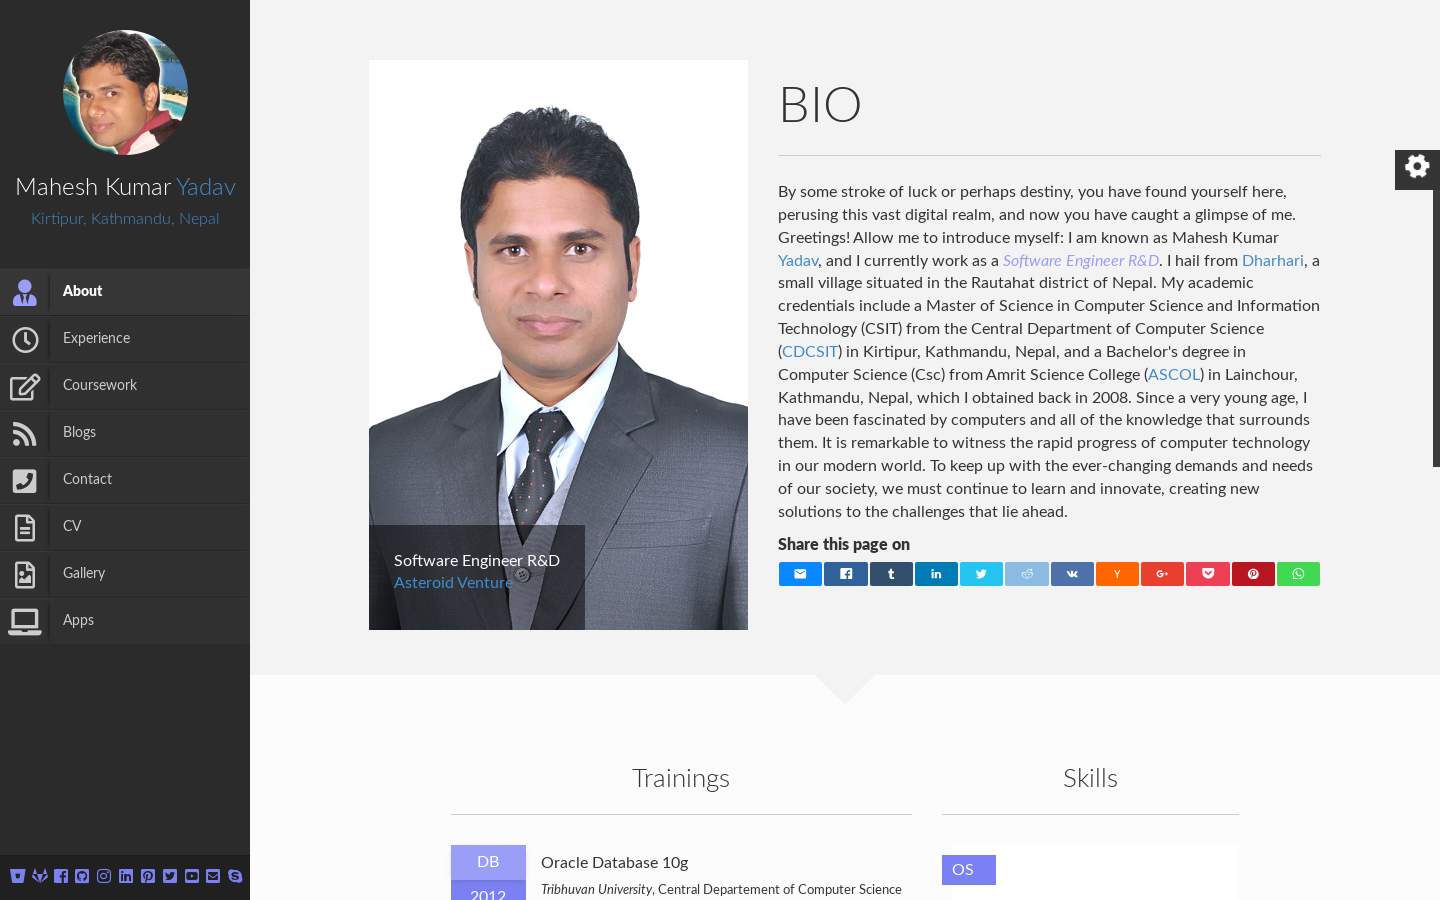 Mahesh Kumar Yadav
Kirtipur, Kathmandu, Nepal
About
Experience
Coursework
Blogs
Contact
CV
Gallery
Apps
Software Engineer R&D
Asteroid Venture
BIO
By some stroke of luck or perhaps destiny, you have found yourself here,
perusing this vast digital realm, and now you have caught a glimpse of me.
Greetings! Allow me to introduce myself: I am known as Mahesh Kumar
Yadav, and I currently work as a Software Engineer R&D. I hail from Dharhari, a
small village situated in the Rautahat district of Nepal. My academic
credentials include a Master of Science in Computer Science and Information
Technology (CSIT) from the Central Department of Computer Science
(CDCSIT) in Kirtipur, Kathmandu, Nepal, and a Bachelor's degree in
Computer Science (Csc) from Amrit Science College (ASCOL) in Lainchour,
Kathmandu, Nepal, which I obtained back in 2008. Since a very young age, I
have been fascinated by computers and all of the knowledge that surrounds
them. It is remarkable to witness the rapid progress of computer technology
in our modern world. To keep up with the ever-changing demands and needs
of our society, we must continue to learn and innovate, creating new
solutions to the challenges that lie ahead.
Share this page on
Trainings
DB
2012
Oracle Database 10g
Tribhuvan University, Central Departement of Computer Science
Skills
OS